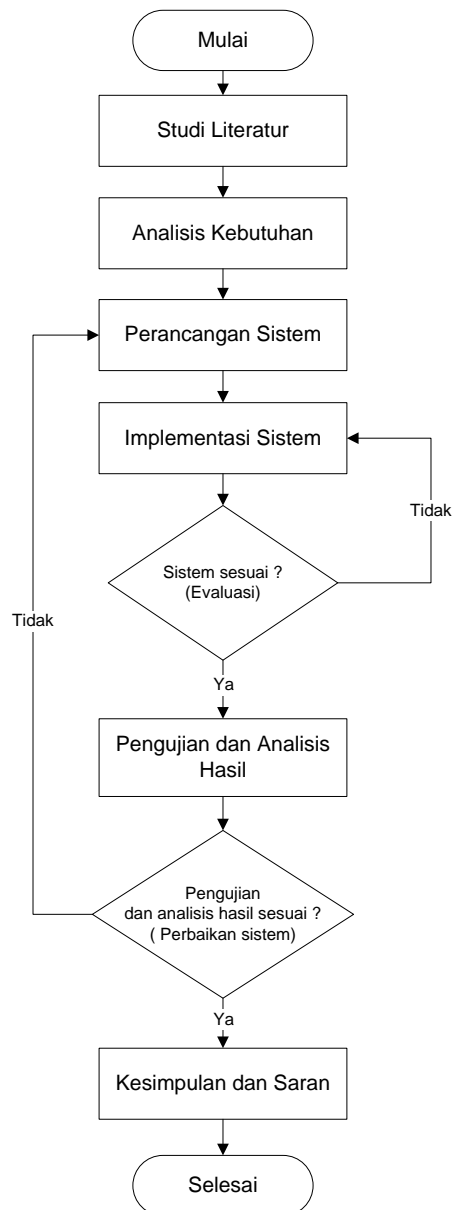 Mulai
Studi Literatur
Analisis Kebutuhan
Perancangan Sistem
Implementasi Sistem
Tidak
Sistem sesuai ?
(Evaluasi)
Tidak
Ya
Pengujian dan Analisis
Hasil
Pengujian
dan analisis hasil sesuai ?
( Perbaikan sistem)
Ya
Kesimpulan dan Saran
Selesai